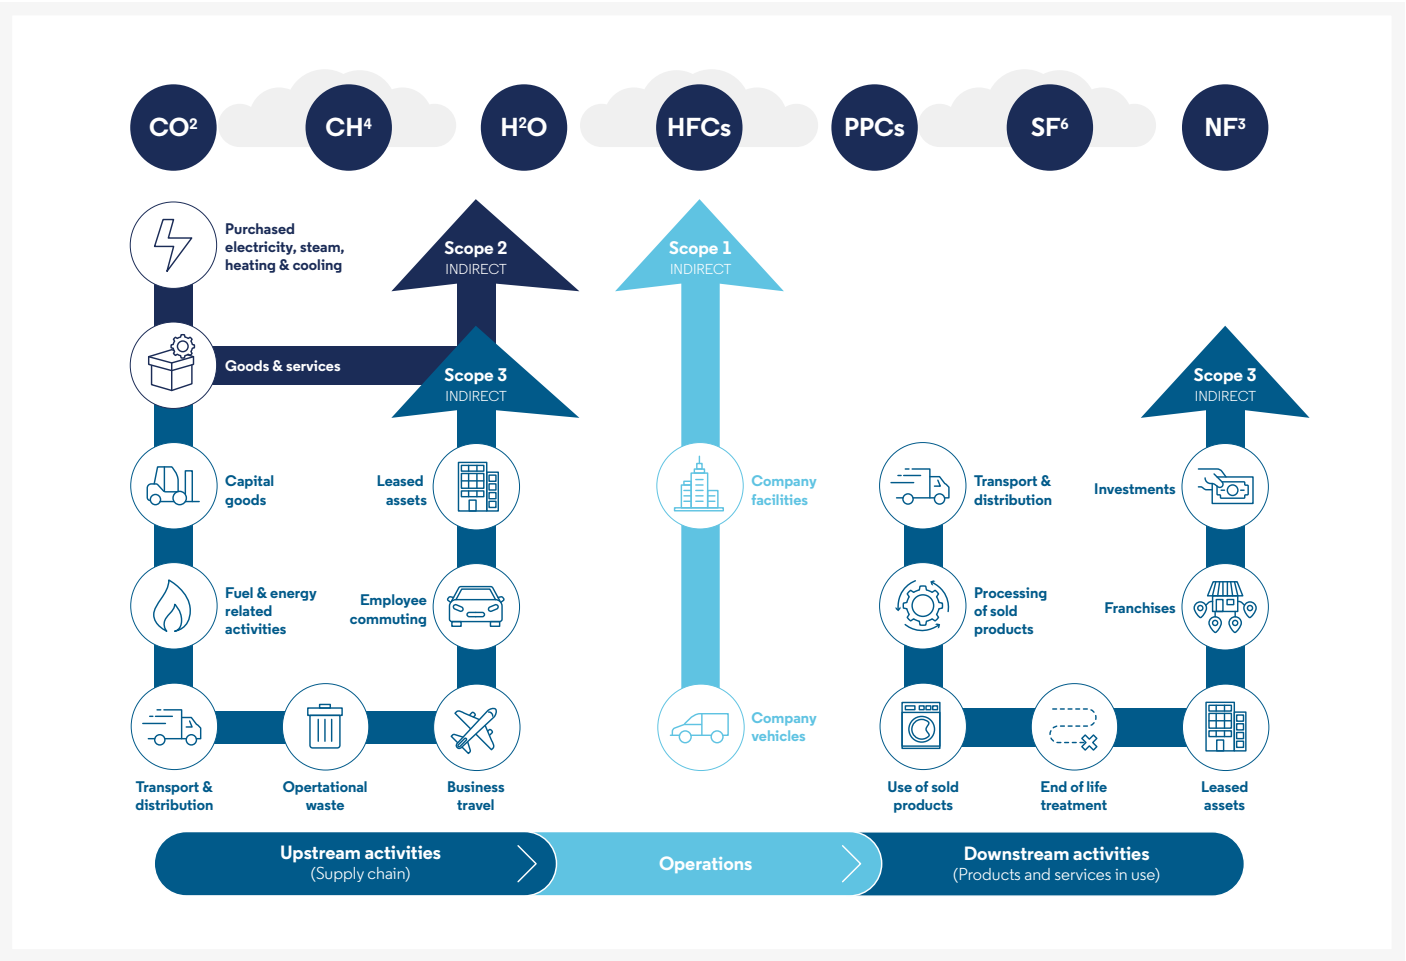 CO²
CH⁴
H²O
HFCs
PPCs
SF⁶
NF³
Purchased
electricity, steam,
heating & cooling
Scope 2
INDIRECT
Scope 1
INDIRECT
Goods & services
Scope 3
INDIRECT
Scope 3
INDIRECT
Capital
goods
Leased
assets
Company
facilities
Transport &
distribution
Investments
Fuel & energy
related
activities
Employee
commuting
Processing
of sold
products
Franchises
Company
vehicles
Transport &
distribution
Opertational
waste
Business
travel
Use of sold
products
End of life
treatment
Leased
assets
Upstream activities
(Supply chain)
Operations
Downstream activities
(Products and services in use)